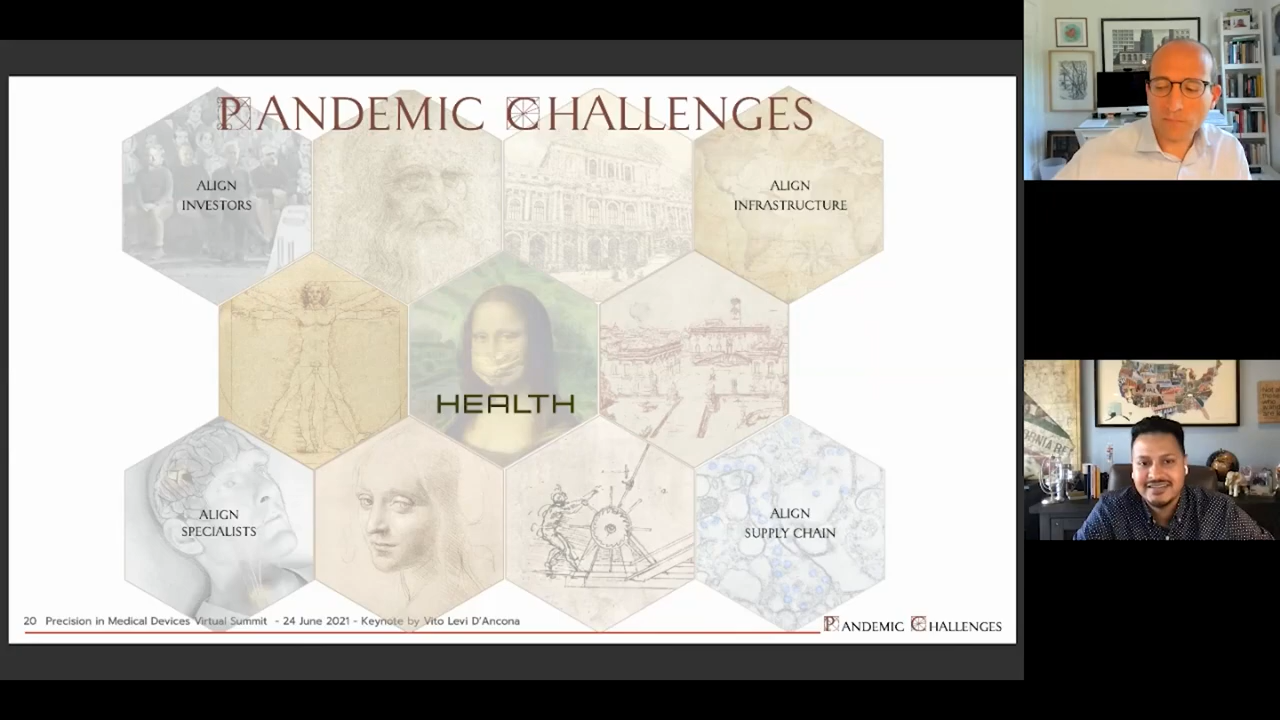 PANDEMIC CHALLENGES
ALIGN
INVESTORS
ALIGN
INFRASTRUCTURE
HEALTH
ALIGN
SPECIALISTS
ALIGN
SUPPLY CHAIN
20 Precision in Medical Devices Virtual Summit - 24 June 2021 - Keynote by Vito Levi D'Ancona
PANDEMIC CHALLENGES